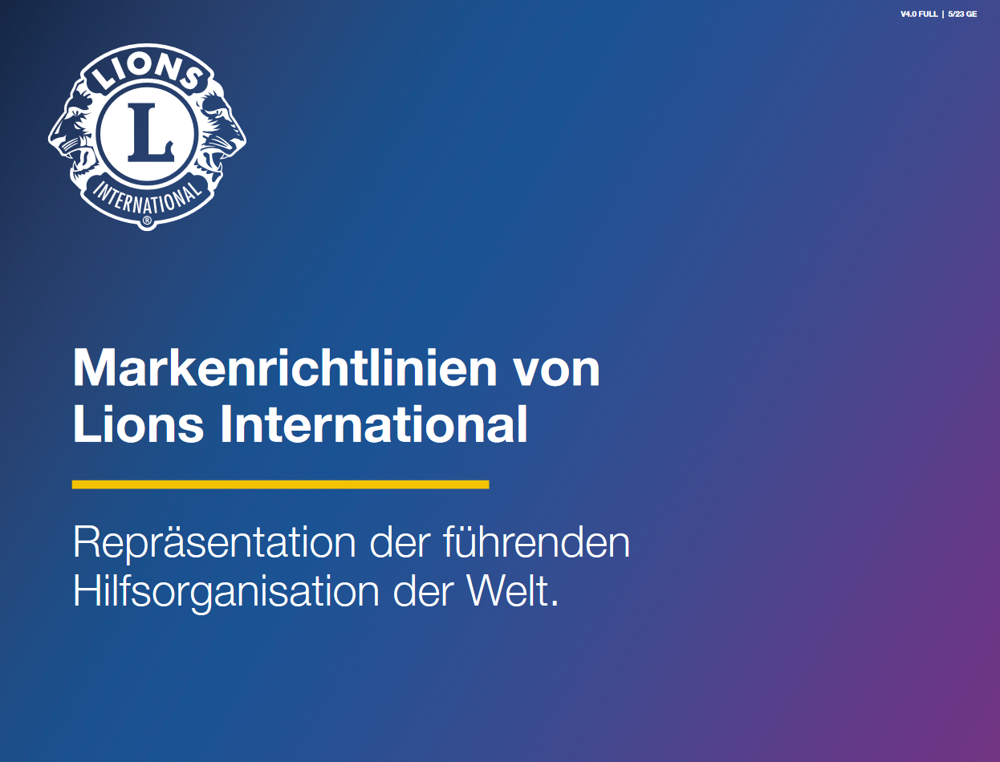 V4.0 FULL | 5/23 GE
LIONS
L
INTERNATIONAL
®
Markenrichtlinien von
Lions International
Repräsentation der führenden
Hilfsorganisation der Welt.